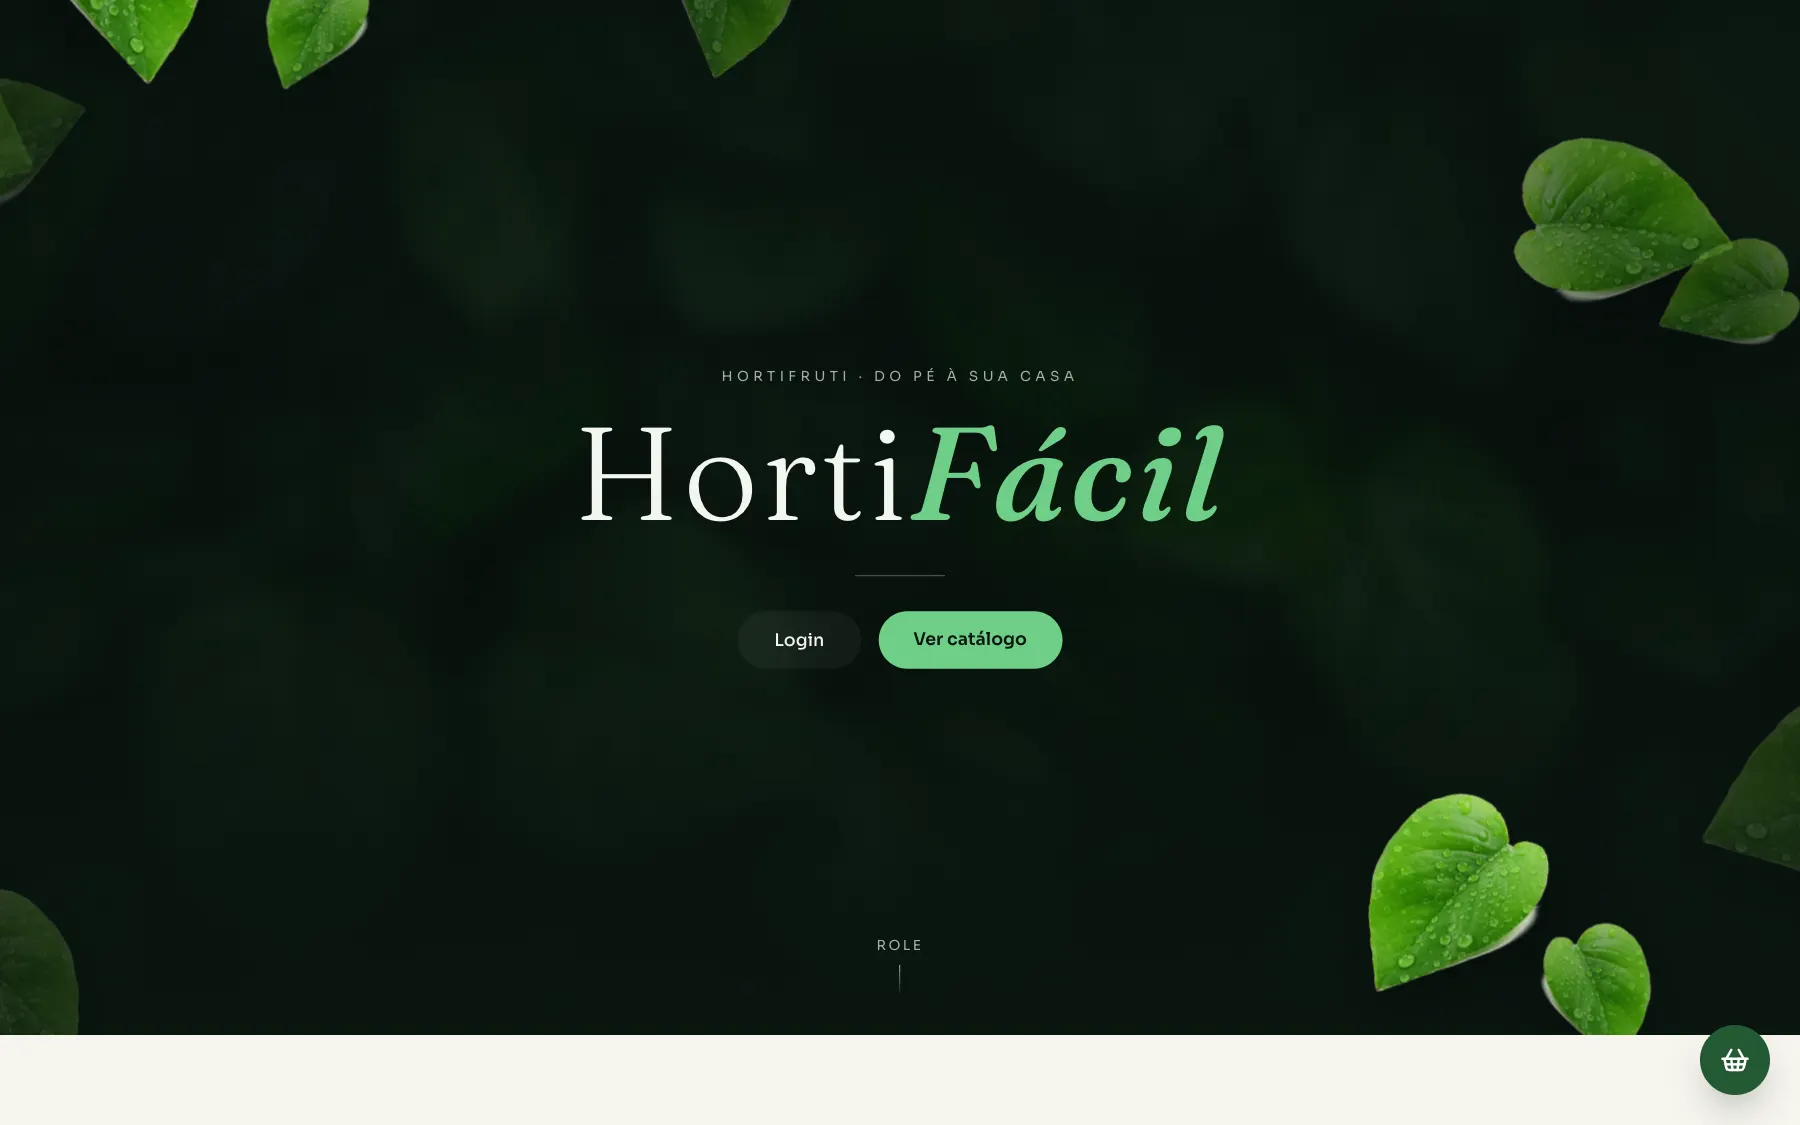 HORTIFRUTI · DO PÉ À SUA CASA
HortiFácil
Login
Ver catálogo
ROLE